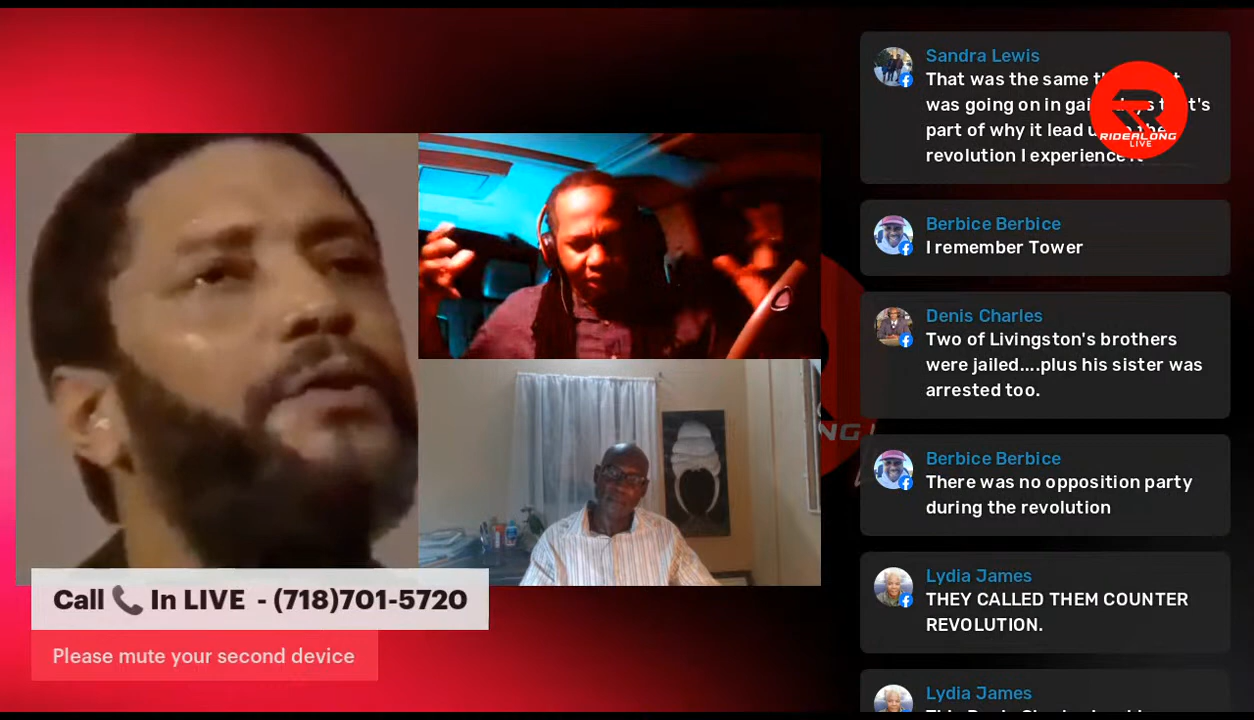 Call 📞 In LIVE - (718)701-5720
Please mute your second device
Sandra Lewis
That was the same
was going on in
part of why it lead
revolution I
RIDEALONG
LIVE
Berbice Berbice
I remember Tower
Denis Charles
Two of Livingston's brothers
were jailed....plus his sister was
arrested too.
Berbice Berbice
There was no opposition party
during the revolution
Lydia James
THEY CALLED THEM COUNTER
REVOLUTION.
Lydia James